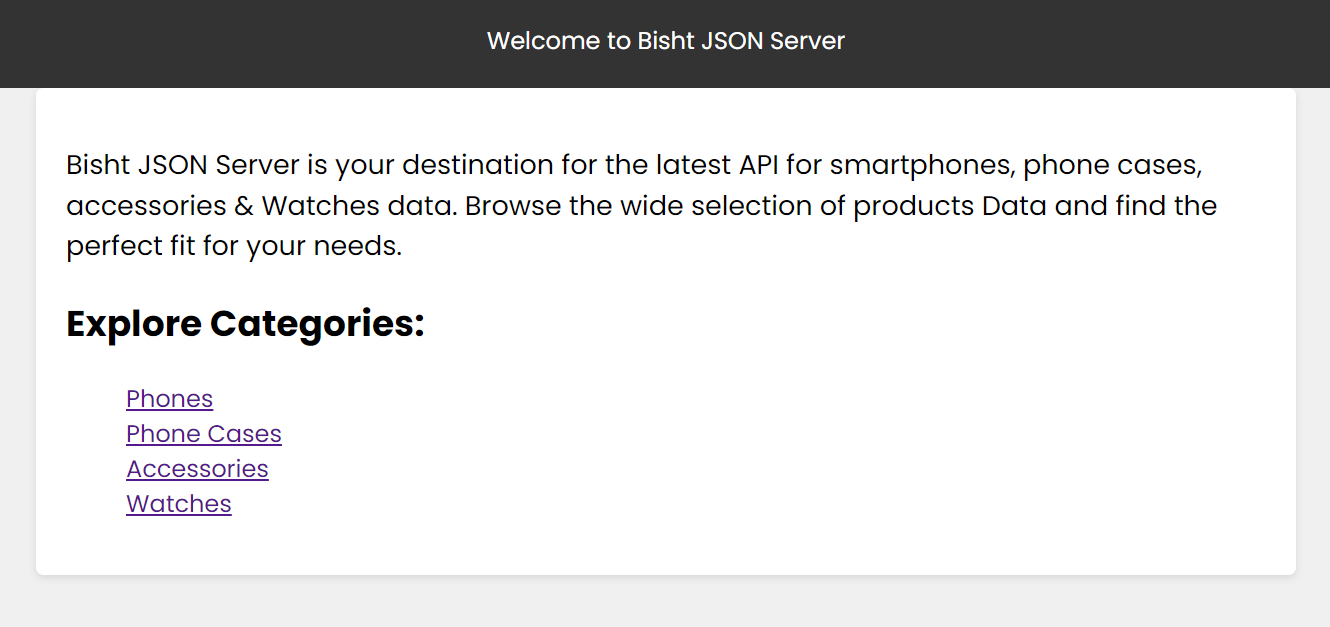 Welcome to Bisht JSON Server
Bisht JSON Server is your destination for the latest API for smartphones, phone cases,
accessories & Watches data. Browse the wide selection of products Data and find the
perfect fit for your needs.
Explore Categories:
Phones
Phone Cases
Accessories
Watches